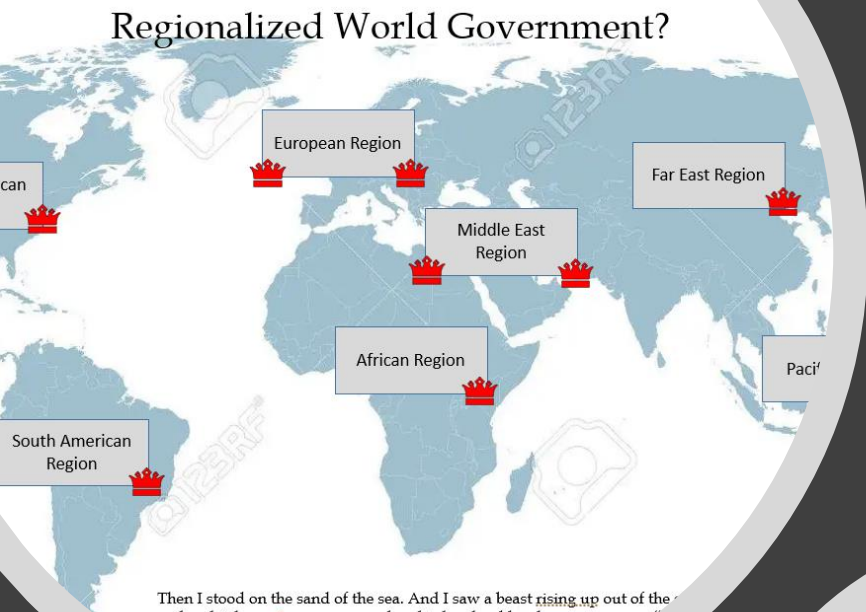 Regionalized World Government?
European Region
Far East Region
can
Middle East
Region
African Region
Paci
South American
Region
123RF
123RF
123RF
Then I stood on the sand of the sea. And I saw a beast rising up out of the